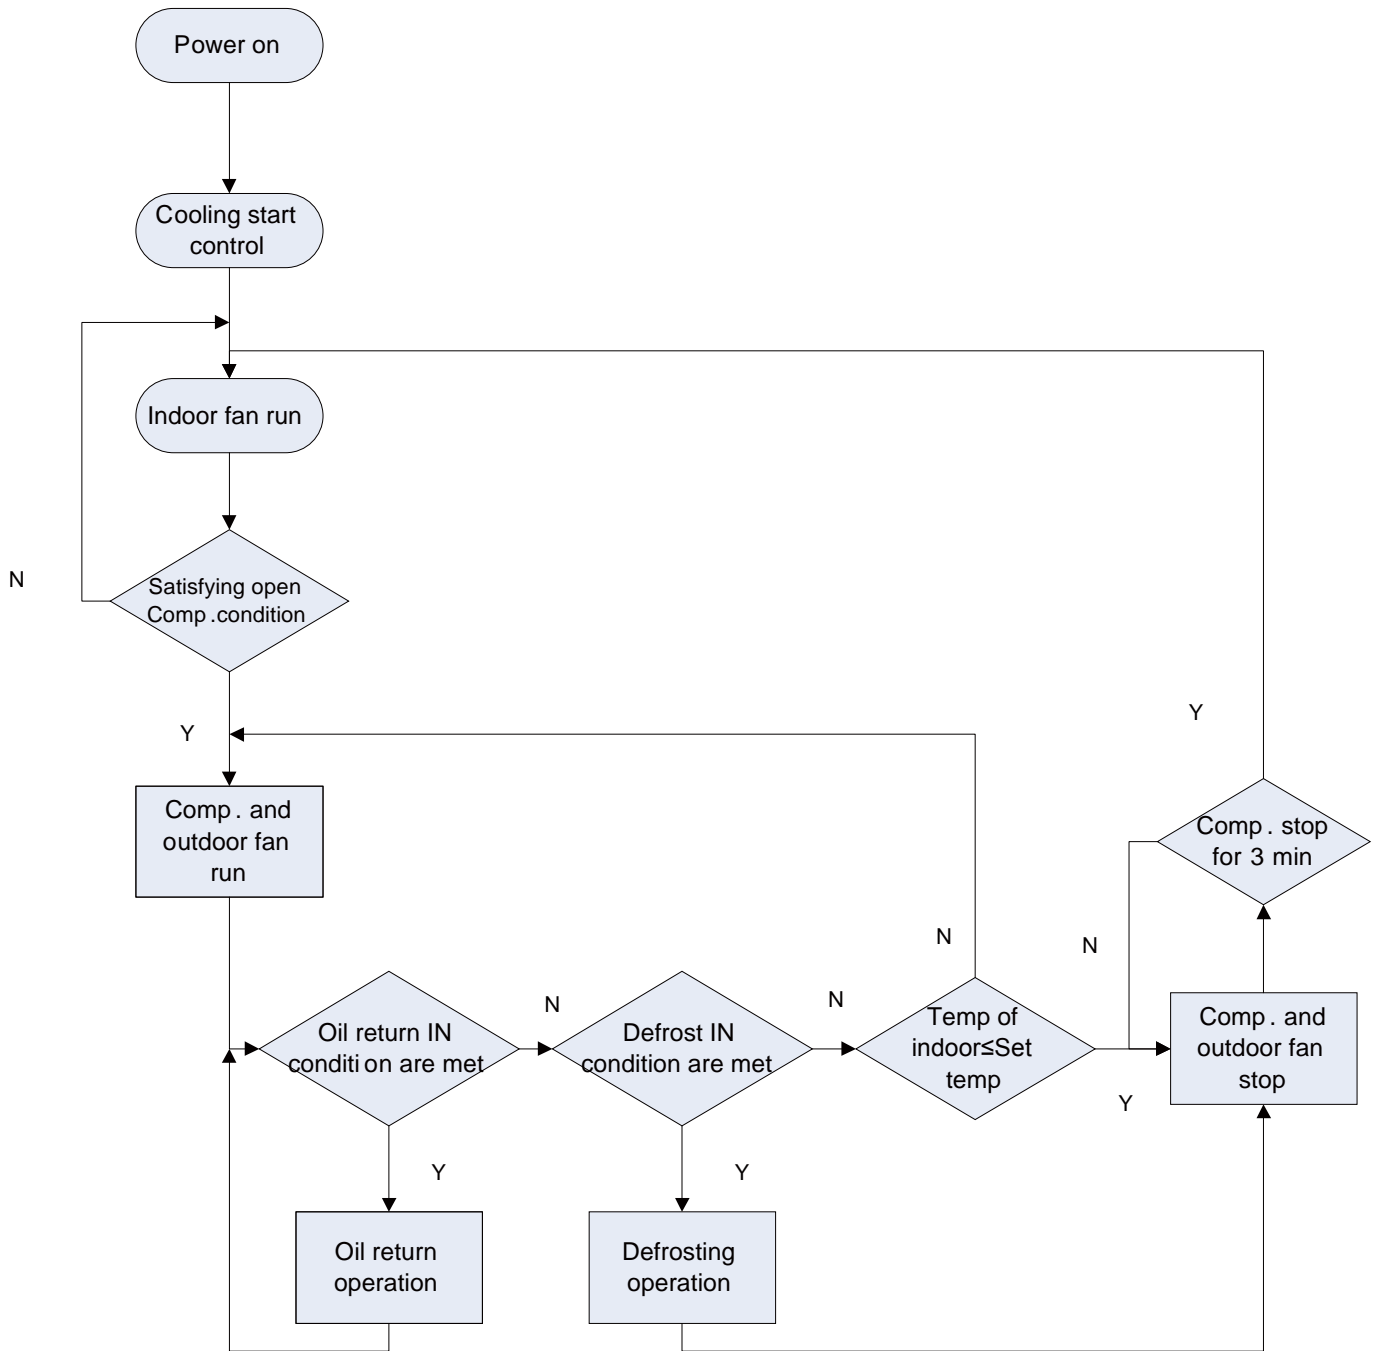 Power on
Cooling start
control
Indoor fan run
N
Satisfying open
Comp.condition
Y
Y
Comp. and
outdoor fan
run
Comp. stop
for 3 min
N
N
N
N
Oil return IN
condition are met
Defrost IN
condition are met
Temp of
indoor≤Set
temp
Comp. and
outdoor fan
stop
Y
Y
Y
Oil return
operation
Defrosting
operation